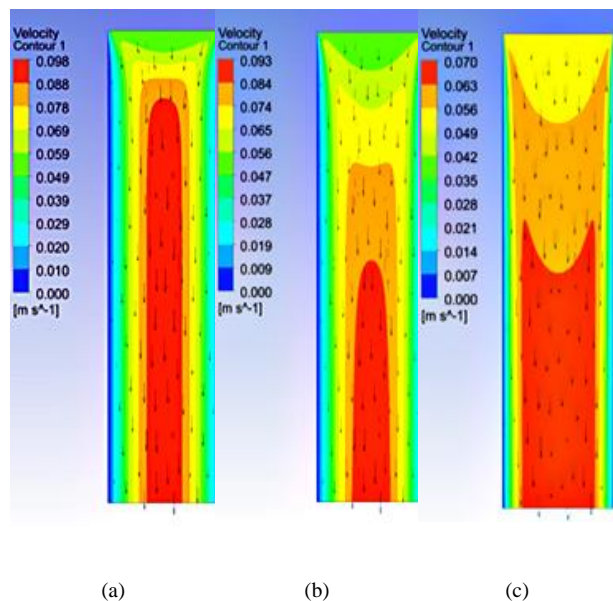 Velocity
Contour 1
0.098
0.088
0.078
0.069
0.059
0.049
0.039
0.029
0.020
0.010
0.000
[m s^-1]
Velocity
Contour 1
0.093
0.084
0.074
0.065
0.056
0.047
0.037
0.028
0.019
0.009
0.000
[m s^-1]
Velocity
Contour 1
0.070
0.063
0.056
0.049
0.042
0.035
0.028
0.021
0.014
0.007
0.000
[m s^-1]
(a)
(b)
(c)